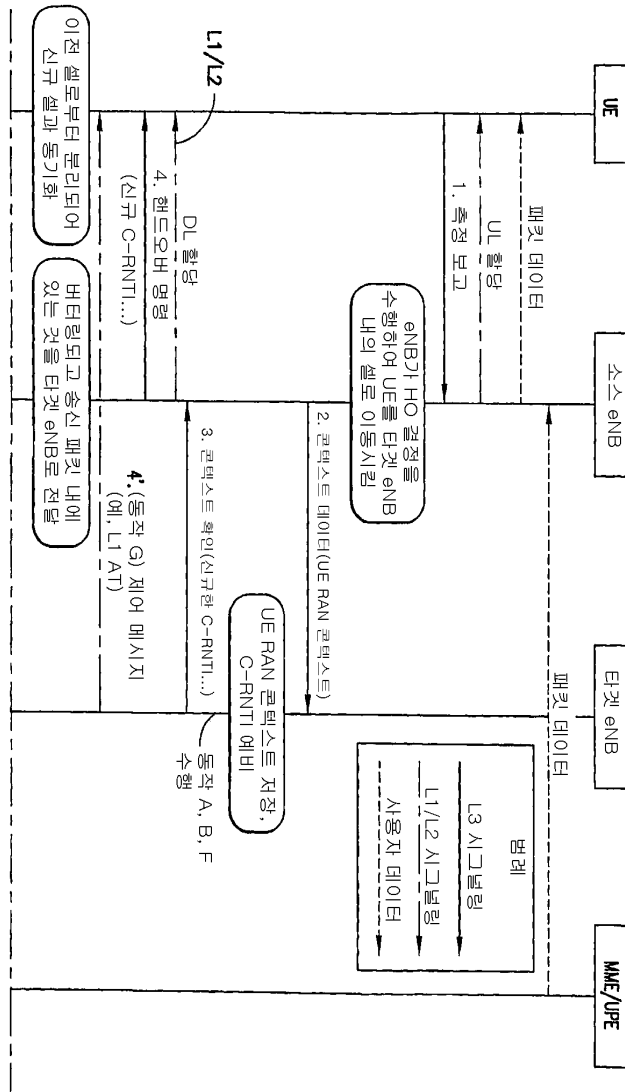 UE
소스 eNB
타겟 eNB
MME/UPE
패킷 데이터
패킷 데이터
UL 할당
1. 측정 보고
범례
L3 시그널링
L1/L2 시그널링
사용자 데이터
eNB가 HO 결정을
수행하여 UE를 타겟 eNB
내의 셀로 이동시킴
2. 콘텍스트 데이터(UE RAN 콘텍스트)
UE RAN 콘텍스트 저장,
C-RNTI 예비
동작 A, B, F
수행
3. 콘텍스트 확인(신규한 C-RNTI...)
DL 할당
L1/L2
4. 핸드오버 명령
(신규 C-RNTI...)
4'.(동작 G) 제어 메시지
(예, L1 AT)
이전 셀로부터 분리되어
신규 셀과 동기화
버터링되고 송신 패킷 내에
있는 것을 타겟 eNB로 전달